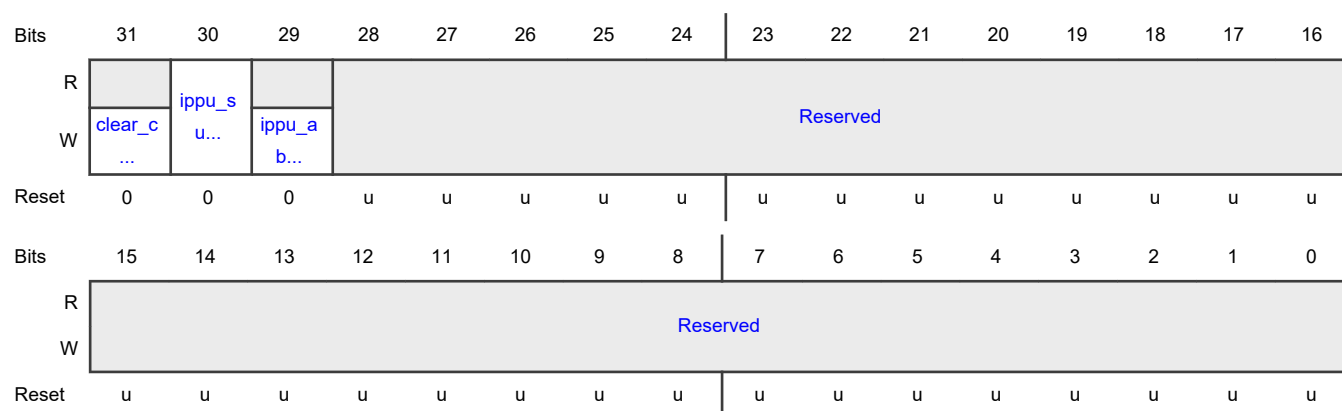 Bits 31 30 29 28 27 26 25 24 23 22 21 20 19 18 17 16
R
ippu_s
u...
Reserved
W
clear_c
...
ippu_a
b...
Reset 0 0 0 u u u u u u u u u u u u u
Bits 15 14 13 12 11 10 9 8 7 6 5 4 3 2 1 0
R
Reserved
W
Reset u u u u u u u u u u u u u u u u